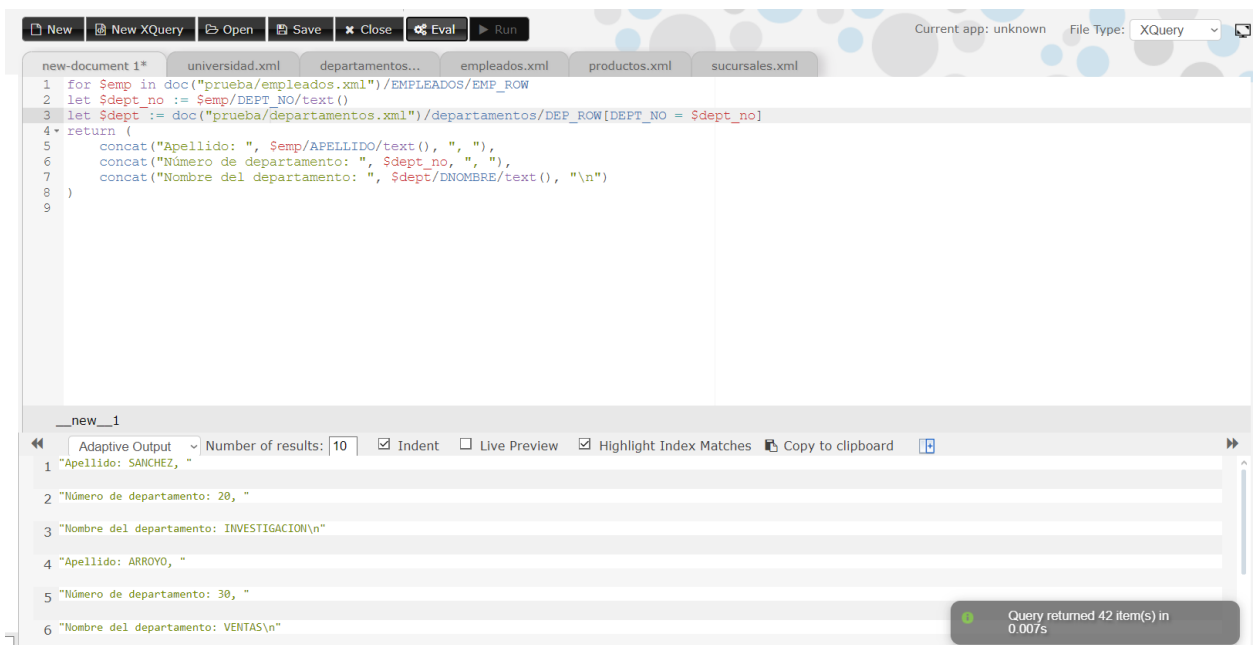 New New XQuery Open Save Close Eval Run Current app: unknown File Type: XQuery
new-document 1* universidad.xml departamentos... empleados.xml productos.xml sucursales.xml
1 for $emp in doc("prueba/empleados.xml")/EMPLEADOS/EMP_ROW
2 let $dept_no := $emp/DEPT_NO/text()
3 let $dept := doc("prueba/departamentos.xml")/departamentos/DEP_ROW[DEPT_NO = $dept_no]
4 return (
5 concat("Apellido: ", $emp/APELLIDO/text(), ", "),
6 concat("Número de departamento: ", $dept_no, ", "),
7 concat("Nombre del departamento: ", $dept/DNOMBRE/text(), "\n")
8 )
9
__new__1
Adaptive Output Number of results: 10 Indent Live Preview Highlight Index Matches Copy to clipboard
1 "Apellido: SANCHEZ, "
2 "Número de departamento: 20, "
3 "Nombre del departamento: INVESTIGACION\n"
4 "Apellido: ARROYO, "
5 "Número de departamento: 30, "
6 "Nombre del departamento: VENTAS\n"
Query returned 42 item(s) in
0.007s